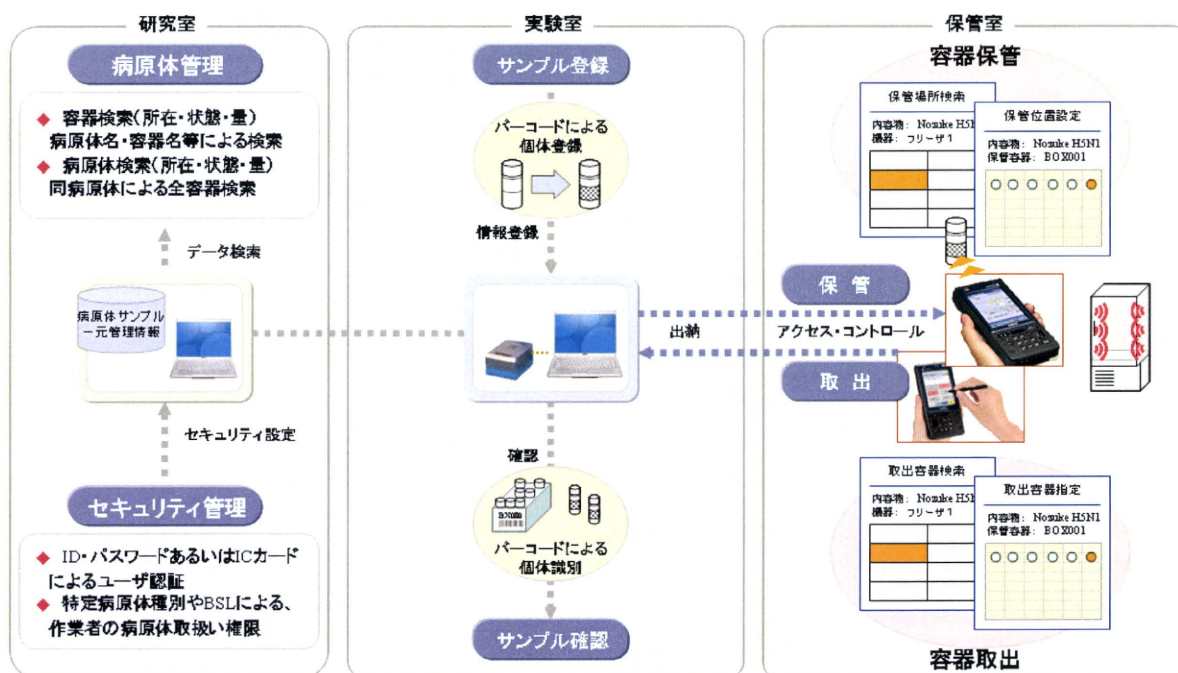 研究室
病原体管理
◆ 容器検索(所在・状態・量)
病原体名・容器名等による検索
◆ 病原体検索(所在・状態・量)
同病原体による全容器検索
データ検索
病原体サンプル
一元管理情報
セキュリティ設定
セキュリティ管理
◆ ID・パスワードあるいはICカード
によるユーザ認証
◆ 特定病原体種別やBSLによる、
作業者の病原体取扱い権限
実験室
サンプル登録
バーコードによる
個体登録
情報登録
確認
バーコードによる
個体識別
サンプル確認
保管
出納
アクセス・コントロール
取出
保管室
容器保管
保管場所検索
内容物: Nosuke H5N1
機器: フリーザ1
保管位置設定
内容物: Nosuke H5N1
保管容器: BOX001
取出容器検索
内容物: Nosuke H5N
機器: フリーザ1
取出容器指定
内容物: Nosuke H5N1
保管容器: BOX001
容器取出